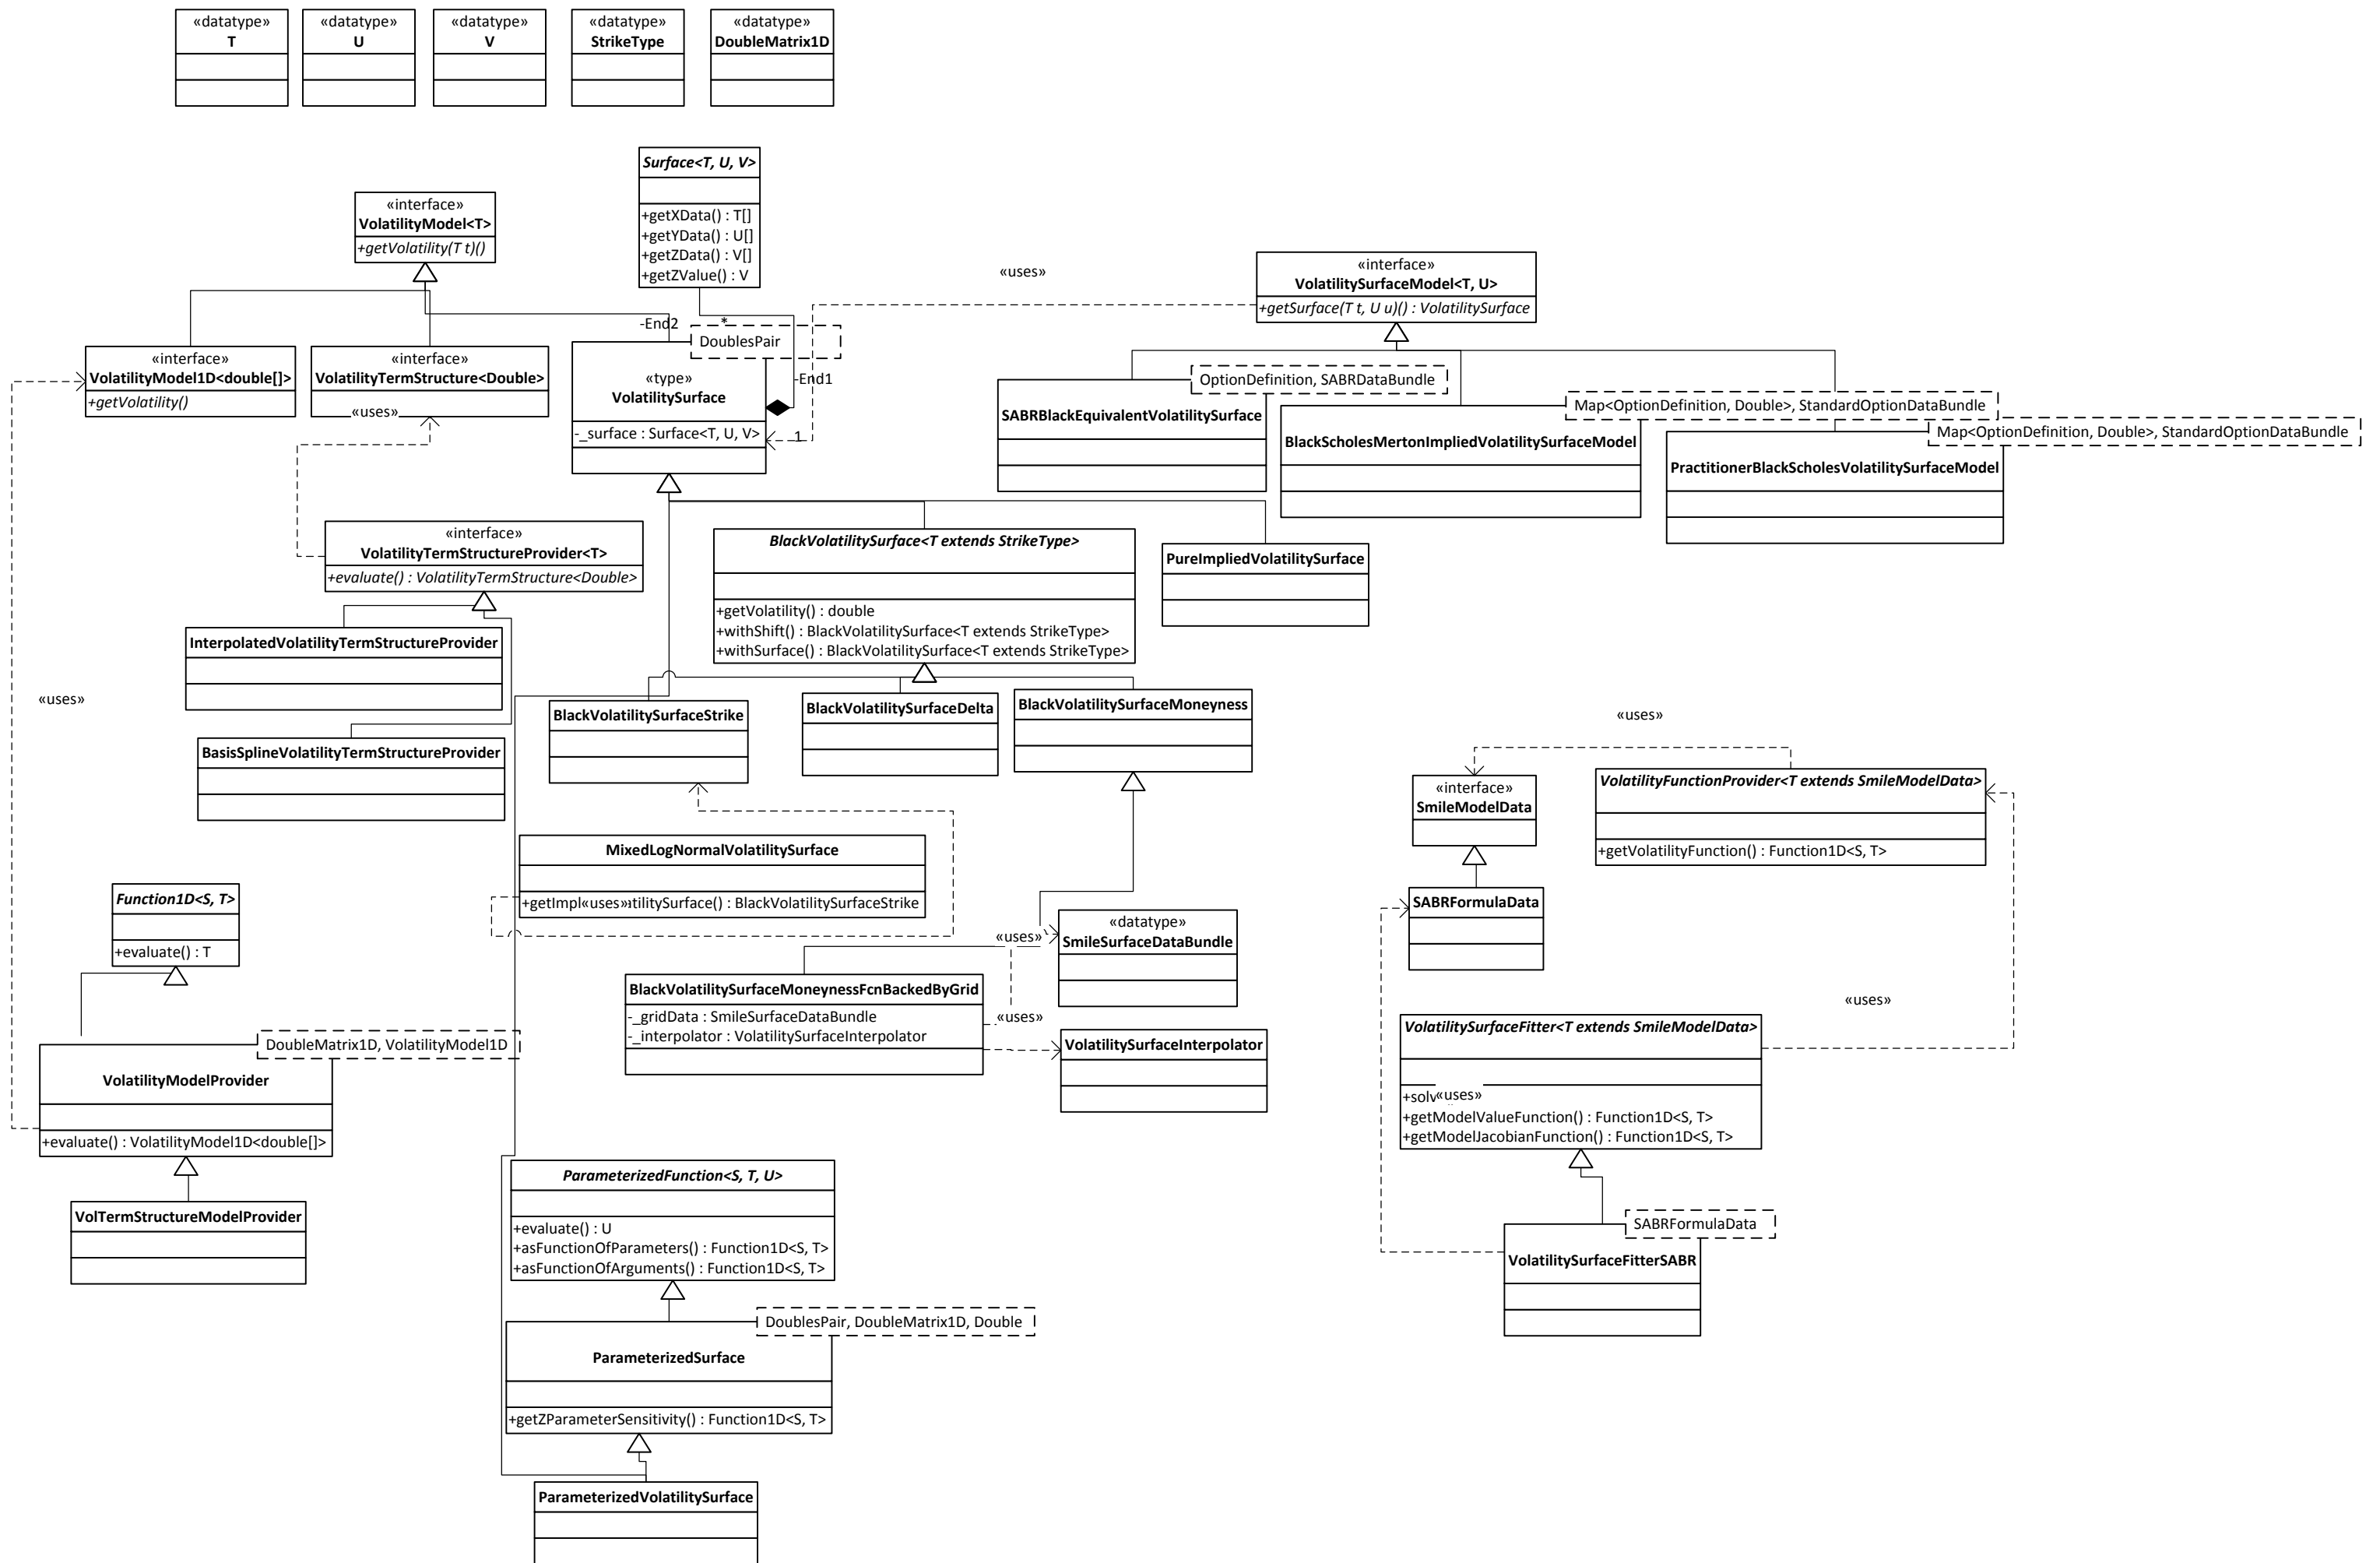 «datatype»
T
«datatype»
U
«datatype»
V
«datatype»
StrikeType
«datatype»
DoubleMatrix1D
Surface<T, U, V>
+getXData() : T[]
+getYData() : U[]
+getZData() : V[]
+getZValue() : V
«interface»
VolatilityModel<T>
+getVolatility(T t)()
«uses»
«interface»
VolatilitySurfaceModel<T, U>
+getSurface(T t, U u)() : VolatilitySurface
-End2
*
DoublesPair
«interface»
VolatilityModel1D<double[]>
+getVolatility()
«interface»
VolatilityTermStructure<Double>
«uses»
«type»
VolatilitySurface
-_surface : Surface<T, U, V>
-End1
1
OptionDefinition, SABRDataBundle
SABRBlackEquivalentVolatilitySurface
Map<OptionDefinition, Double>, StandardOptionDataBundle
BlackScholesMertonImpliedVolatilitySurfaceModel
Map<OptionDefinition, Double>, StandardOptionDataBundle
PractitionerBlackScholesVolatilitySurfaceModel
«interface»
VolatilityTermStructureProvider<T>
+evaluate() : VolatilityTermStructure<Double>
BlackVolatilitySurface<T extends StrikeType>
+getVolatility() : double
+withShift() : BlackVolatilitySurface<T extends StrikeType>
+withSurface() : BlackVolatilitySurface<T extends StrikeType>
PureImpliedVolatilitySurface
InterpolatedVolatilityTermStructureProvider
«uses»
BasisSplineVolatilityTermStructureProvider
BlackVolatilitySurfaceStrike
BlackVolatilitySurfaceDelta
BlackVolatilitySurfaceMoneyness
«uses»
«interface»
SmileModelData
VolatilityFunctionProvider<T extends SmileModelData>
+getVolatilityFunction() : Function1D<S, T>
MixedLogNormalVolatilitySurface
+getImpl«uses»atilitySurface() : BlackVolatilitySurfaceStrike
Function1D<S, T>
+evaluate() : T
SABRFormulaData
«uses»
«datatype»
SmileSurfaceDataBundle
BlackVolatilitySurfaceMoneynessFcnBackedByGrid
-_gridData : SmileSurfaceDataBundle
-_interpolator : VolatilitySurfaceInterpolator
«uses»
VolatilitySurfaceInterpolator
«uses»
VolatilitySurfaceFitter<T extends SmileModelData>
+solv«uses»
+getModelValueFunction() : Function1D<S, T>
+getModelJacobianFunction() : Function1D<S, T>
DoubleMatrix1D, VolatilityModel1D
VolatilityModelProvider
+evaluate() : VolatilityModel1D<double[]>
VolTermStructureModelProvider
ParameterizedFunction<S, T, U>
+evaluate() : U
+asFunctionOfParameters() : Function1D<S, T>
+asFunctionOfArguments() : Function1D<S, T>
SABRFormulaData
VolatilitySurfaceFitterSABR
DoublesPair, DoubleMatrix1D, Double
ParameterizedSurface
+getZParameterSensitivity() : Function1D<S, T>
ParameterizedVolatilitySurface